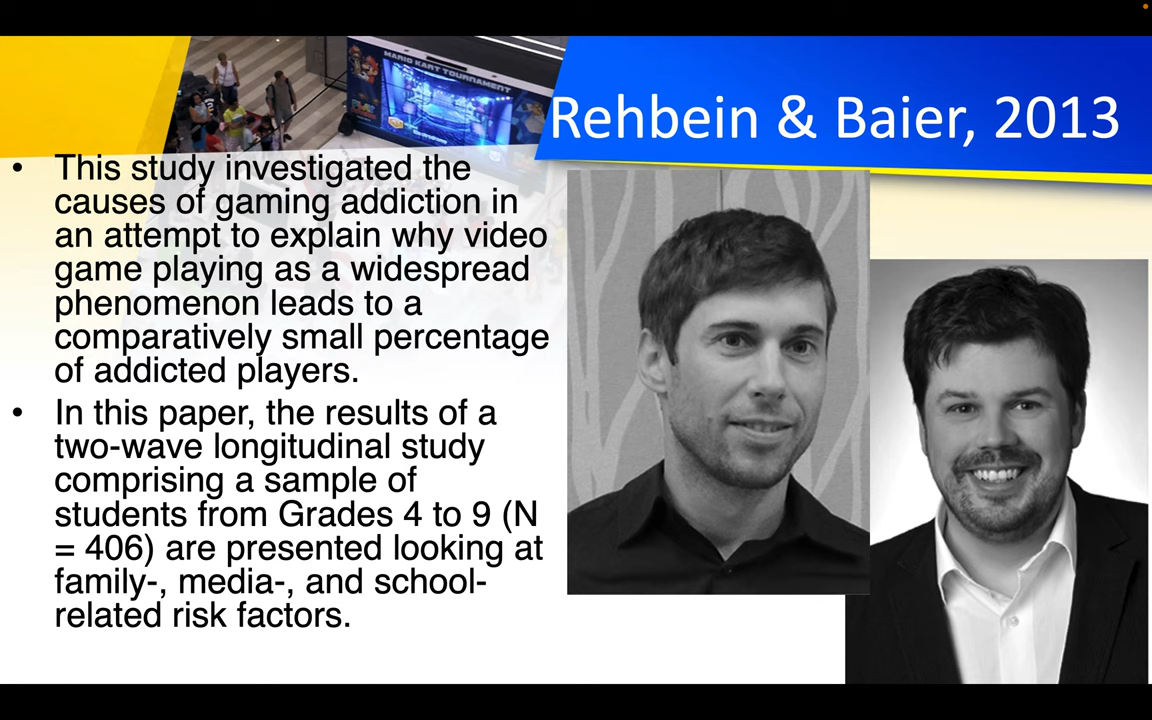 MARIO KART TOURNAMENT
Rehbein & Baier, 2013
• This study investigated the
causes of gaming addiction in
an attempt to explain why video
game playing as a widespread
phenomenon leads to a
comparatively small percentage
of addicted players.
• In this paper, the results of a
two-wave longitudinal study
comprising a sample of
students from Grades 4 to 9 (N
= 406) are presented looking at
family-, media-, and school-
related risk factors.